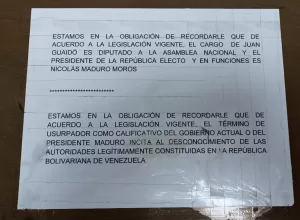 ESTAMOS EN LA OBLIGACIÓN DE RECORDARLE QUE DE
ACUERDO A LA LEGISLACIÓN VIGENTE, EL CARGO DE JUAN
GUAIDÓ ES DIPUTADO A LA ASAMBLEA NACIONAL Y EL
PRESIDENTE DE LA REPÚBLICA ELECTO Y EN FUNCIONES ES
NICOLÁS MADURO MOROS
***************************
ESTAMOS EN LA OBLIGACIÓN DE RECORDARLE QUE DE
ACUERDO A LA LEGISLACIÓN VIGENTE, EL TÉRMINO DE
USURPADOR COMO CALIFICATIVO DEL GOBIERNO ACTUAL O DEL
PRESIDENTE MADURO INCITA AL DESCONOCIMIENTO DE LAS
AUTORIDADES LEGÍTIMAMENTE CONSTITUIDAS EN LA REPÚBLICA
BOLIVARIANA DE VENEZUELA